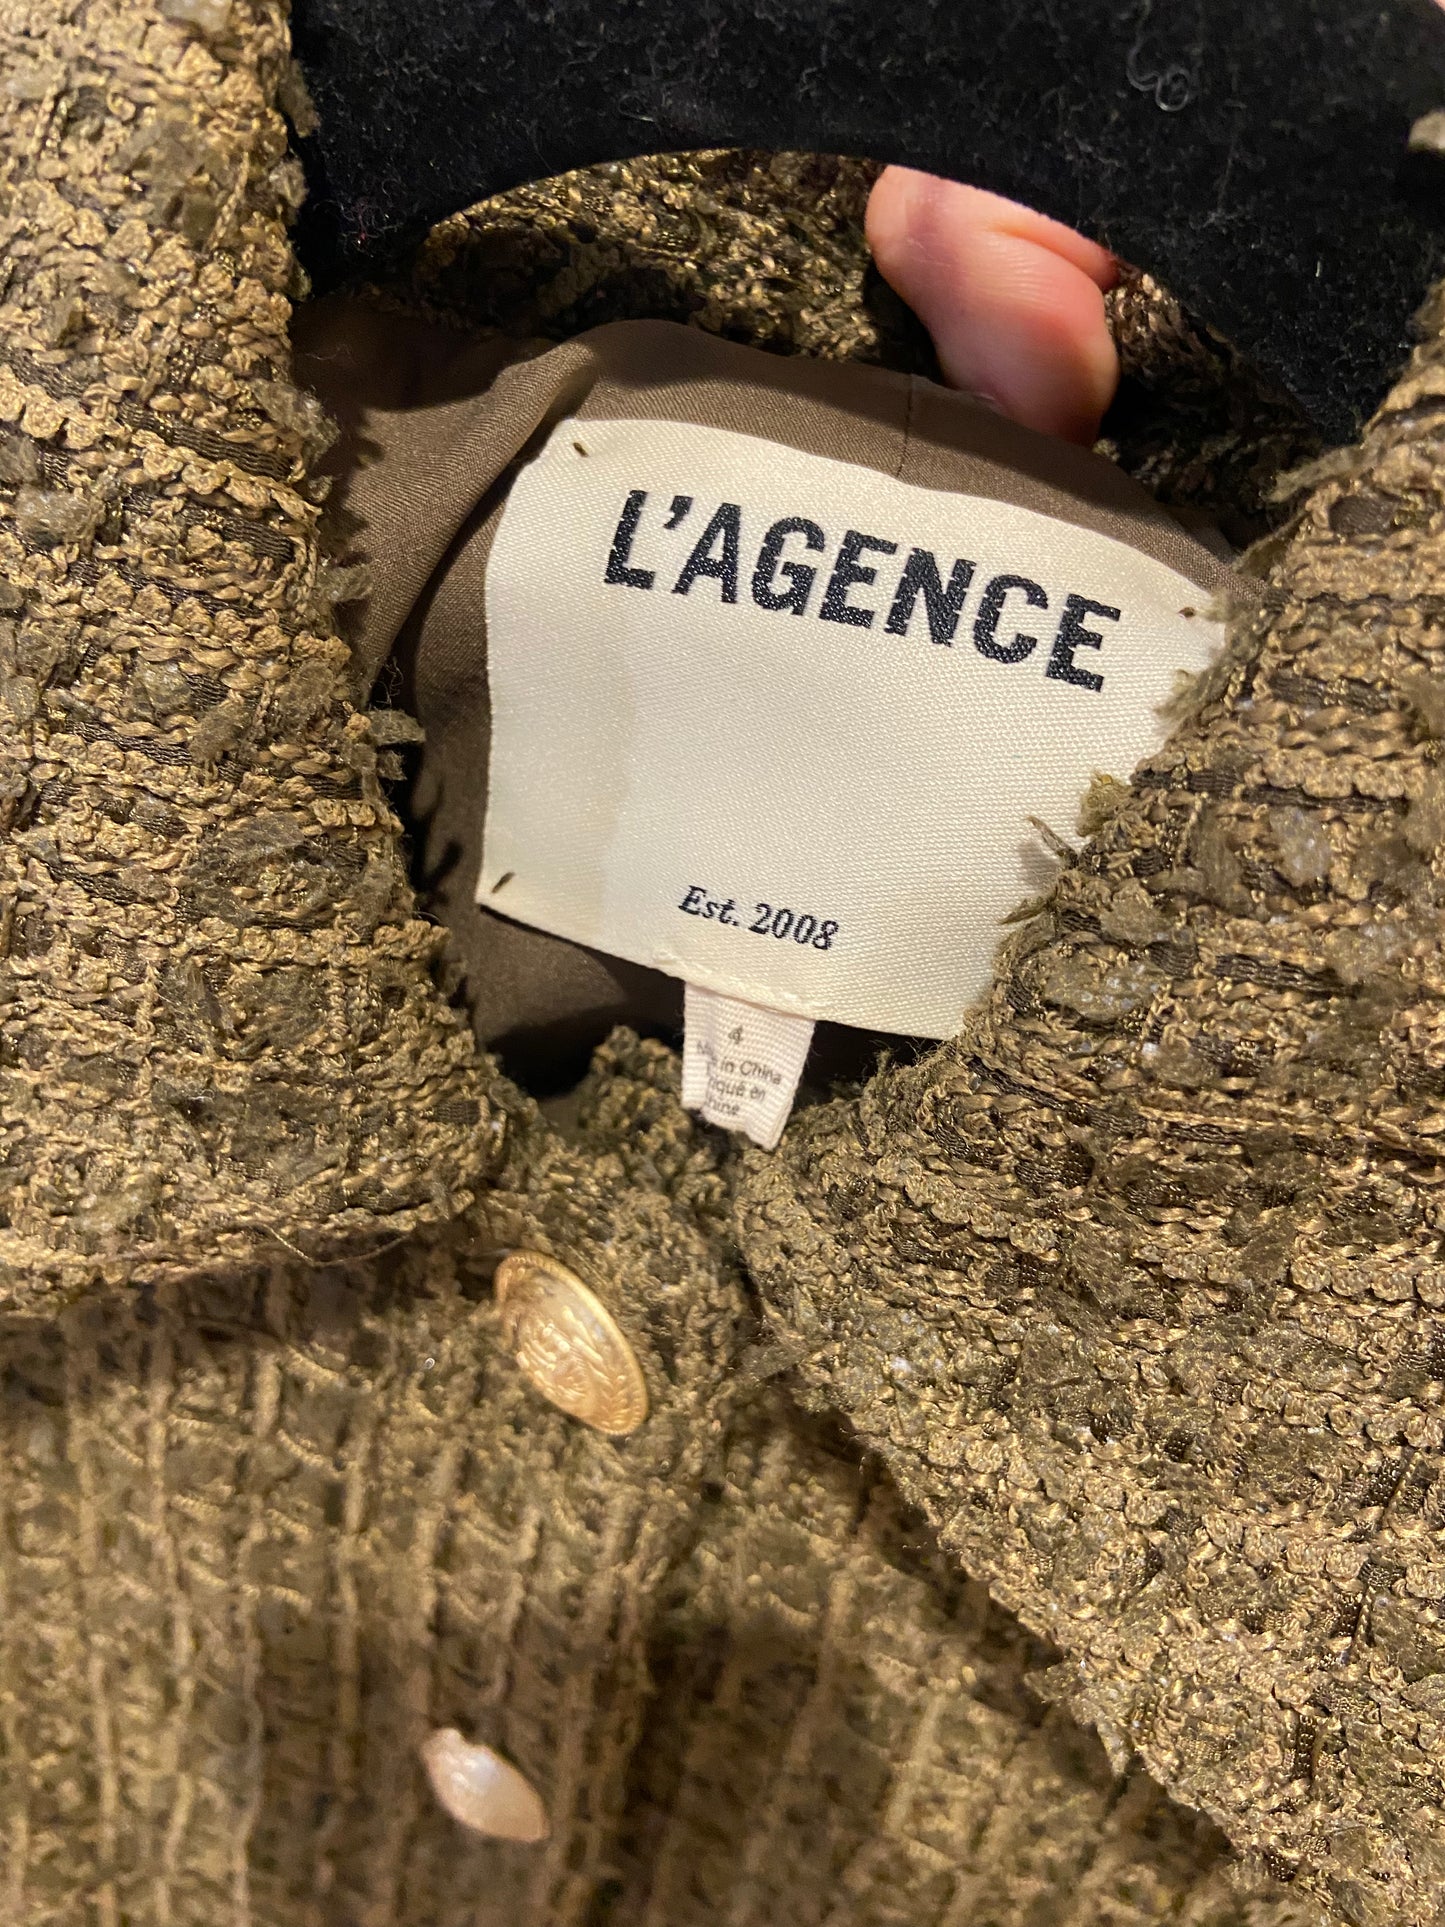 L'AGENCE
Est. 2008
4
in China